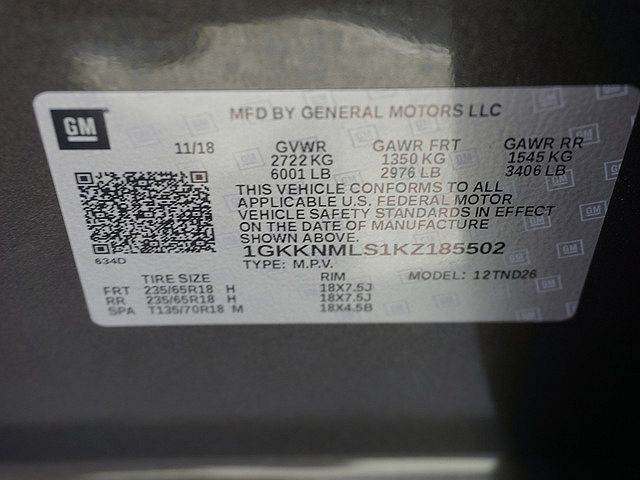 GM
MFD BY GENERAL MOTORS LLC
11/18 GVWR GAWR FRT GAWR RR
2722 KG 1350 KG 1545 KG
6001 LB 2976 LB 3406 LB
THIS VEHICLE CONFORMS TO ALL
APPLICABLE U.S. FEDERAL MOTOR
VEHICLE SAFETY STANDARDS IN EFFECT
ON THE DATE OF MANUFACTURE
SHOWN ABOVE.
634D
1GKKNMLS1KZ185502
TYPE: M.P.V. MODEL: 12TND26
TIRE SIZE RIM
FRT 235/65R18 H 18X7.5J
RR 235/65R18 H 18X7.5J
SPA T135/70R18 M 18X4.5B